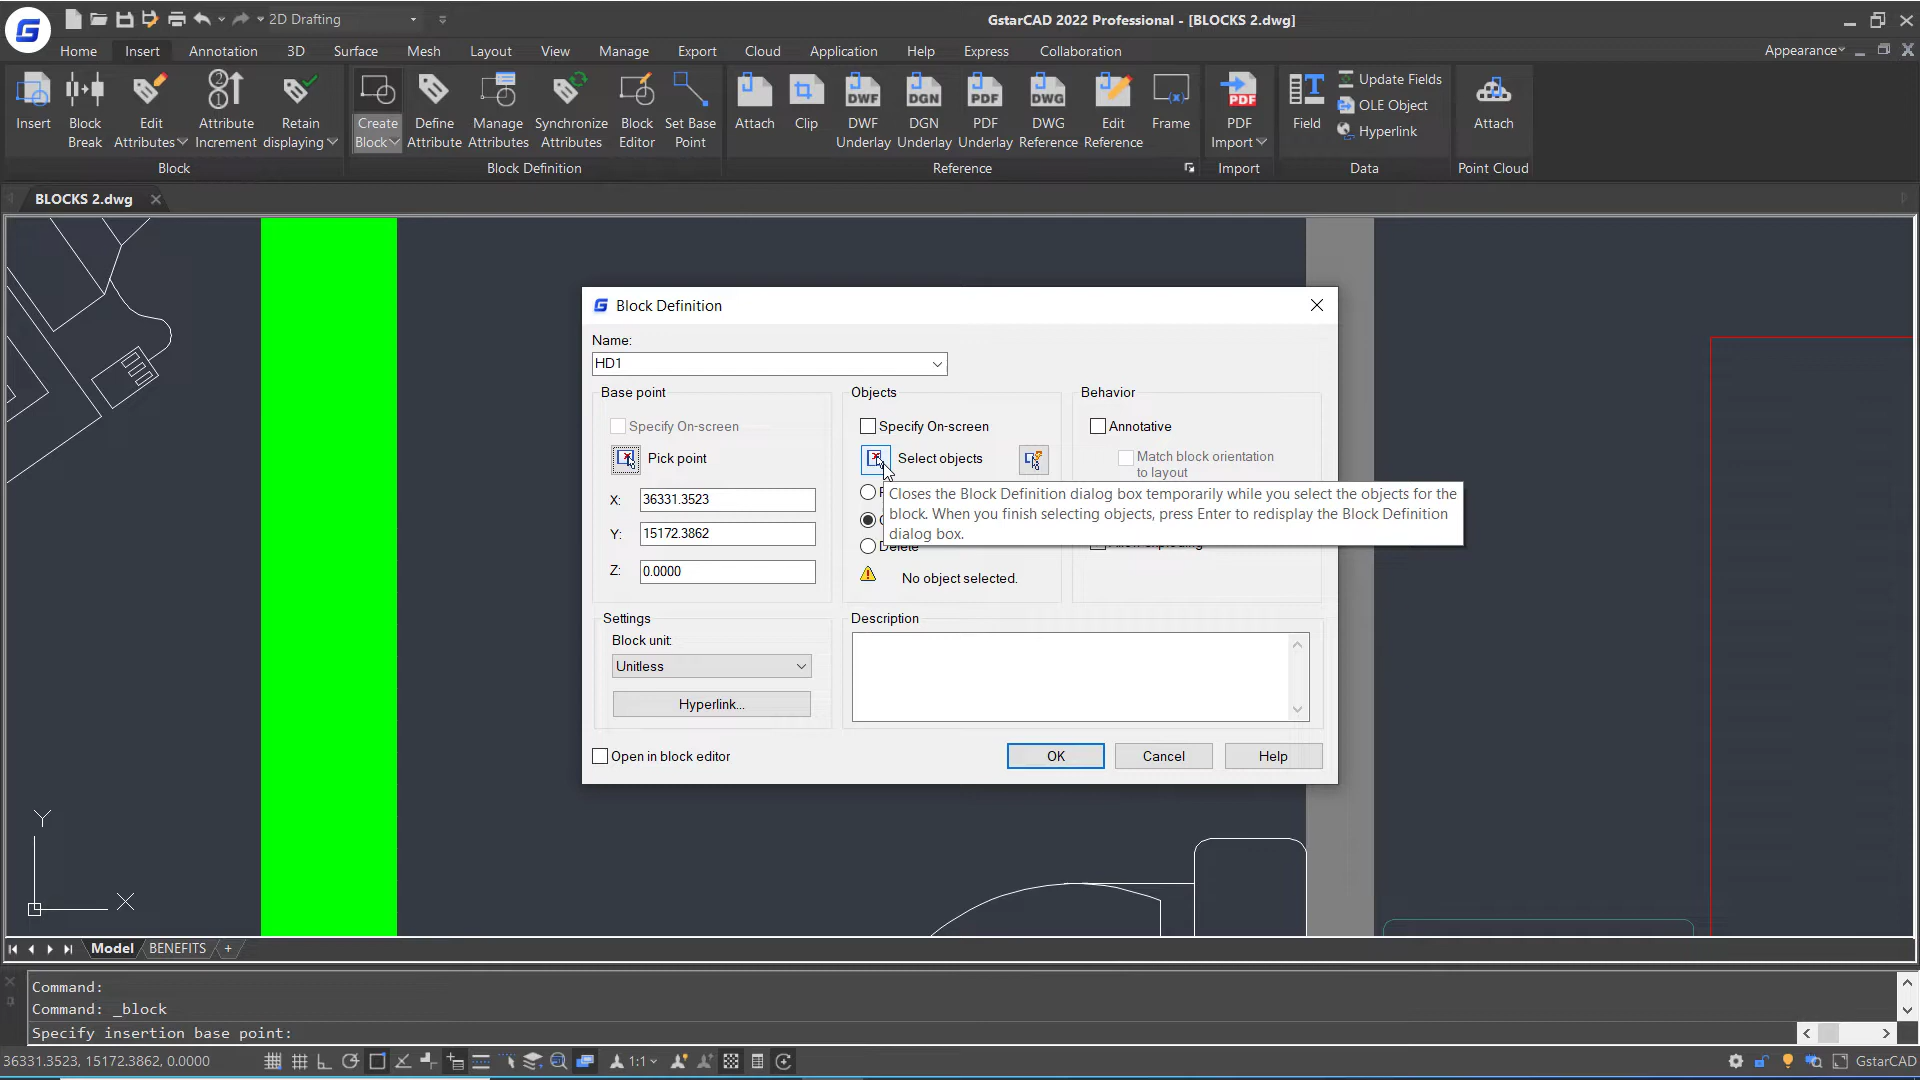 2D Drafting
GstarCAD 2022 Professional - [BLOCKS 2.dwg]
Home Insert Annotation 3D Surface Mesh Layout View Manage Export Cloud Application Help Express Collaboration Appearance
Insert
Block Break
Edit Attributes
Attribute Increment
Retain displaying
Create Block
Define Attribute
Manage Attributes
Synchronize Attributes
Block Editor
Set Base Point
Attach
Clip
DWF
DWF Underlay
DGN
DGN Underlay
PDF
PDF Underlay
DWG
DWG Reference
Edit Reference
Frame
PDF
PDF Import
Field
Update Fields
OLE Object
Hyperlink
Attach
Block
Block Definition
Reference
Import
Data
Point Cloud
BLOCKS 2.dwg
Block Definition
Name:
HD1
Base point
Specify On-screen
Pick point
X: 36331.3523
Y: 15172.3862
Z: 0.0000
Objects
Specify On-screen
Select objects
Delete
No object selected.
Behavior
Annotative
Match block orientation
to layout
Closes the Block Definition dialog box temporarily while you select the objects for the
block. When you finish selecting objects, press Enter to redisplay the Block Definition
dialog box.
Settings
Block unit:
Unitless
Hyperlink...
Description
Open in block editor
OK
Cancel
Help
Y
X
Model BENEFITS +
Command:
Command: _block
Specify insertion base point:
36331.3523, 15172.3862, 0.0000
1:1
GstarCAD